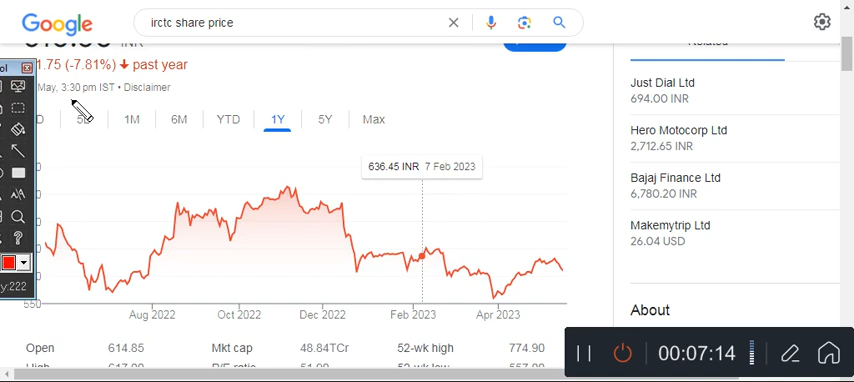 Google
irctc share price
1.75 (-7.81%) past year
May, 3:30 pm IST • Disclaimer
1M 6M YTD 1Y 5Y Max
636.45 INR 7 Feb 2023
550
Aug 2022 Oct 2022 Dec 2022 Feb 2023 Apr 2023
Open 614.85 Mkt cap 48.84TCr 52-wk high 774.90
Just Dial Ltd
694.00 INR
Hero Motocorp Ltd
2,712.65 INR
Bajaj Finance Ltd
6,780.20 INR
Makemytrip Ltd
26.04 USD
About
y:222
00:07:14